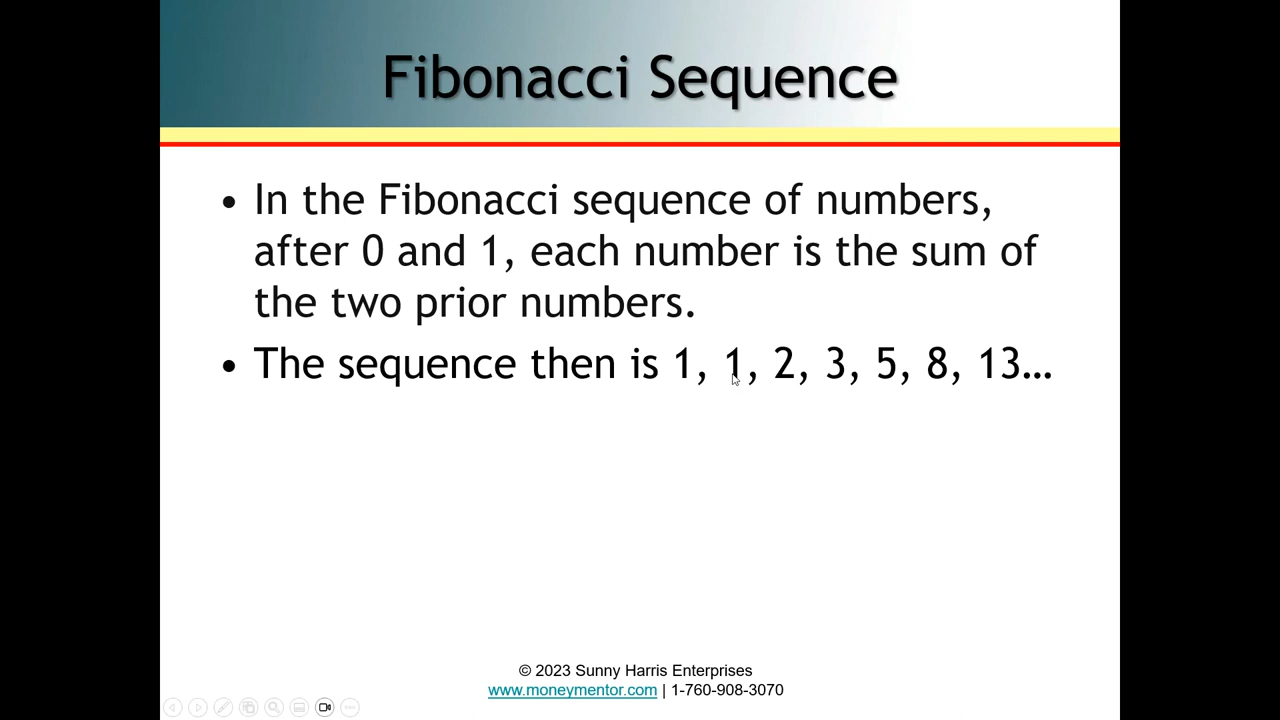 Fibonacci Sequence
• In the Fibonacci sequence of numbers,
after 0 and 1, each number is the sum of
the two prior numbers.
• The sequence then is 1, 1, 2, 3, 5, 8, 13…
© 2023 Sunny Harris Enterprises
www.moneymentor.com | 1-760-908-3070